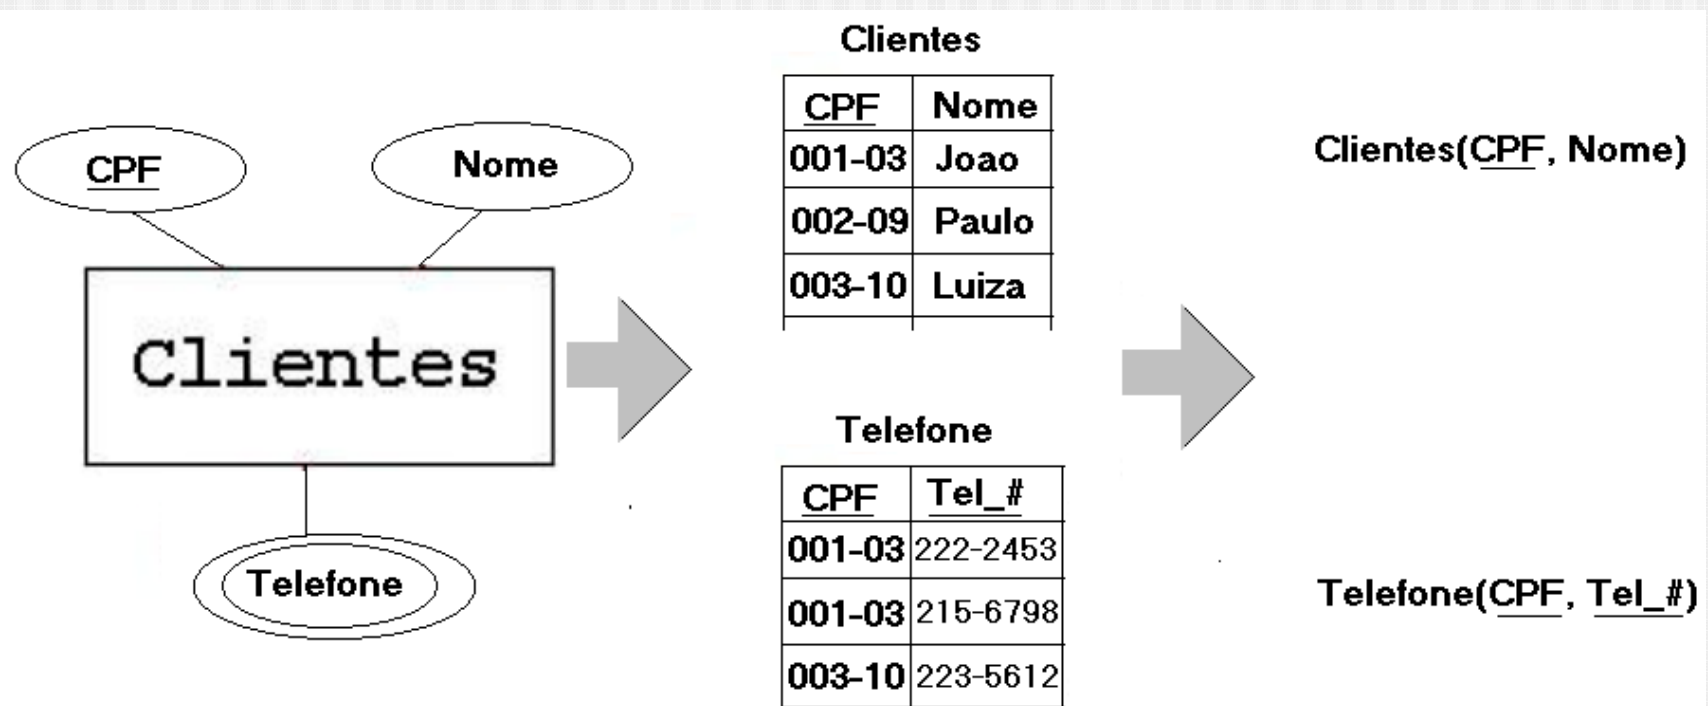 CPF
Nome
Clientes
Telefone
Clientes
CPF Nome
001-03 Joao
002-09 Paulo
003-10 Luiza
Telefone
CPF Tel_#
001-03 222-2453
001-03 215-6798
003-10 223-5612
Clientes(CPF, Nome)
Telefone(CPF, Tel_#)